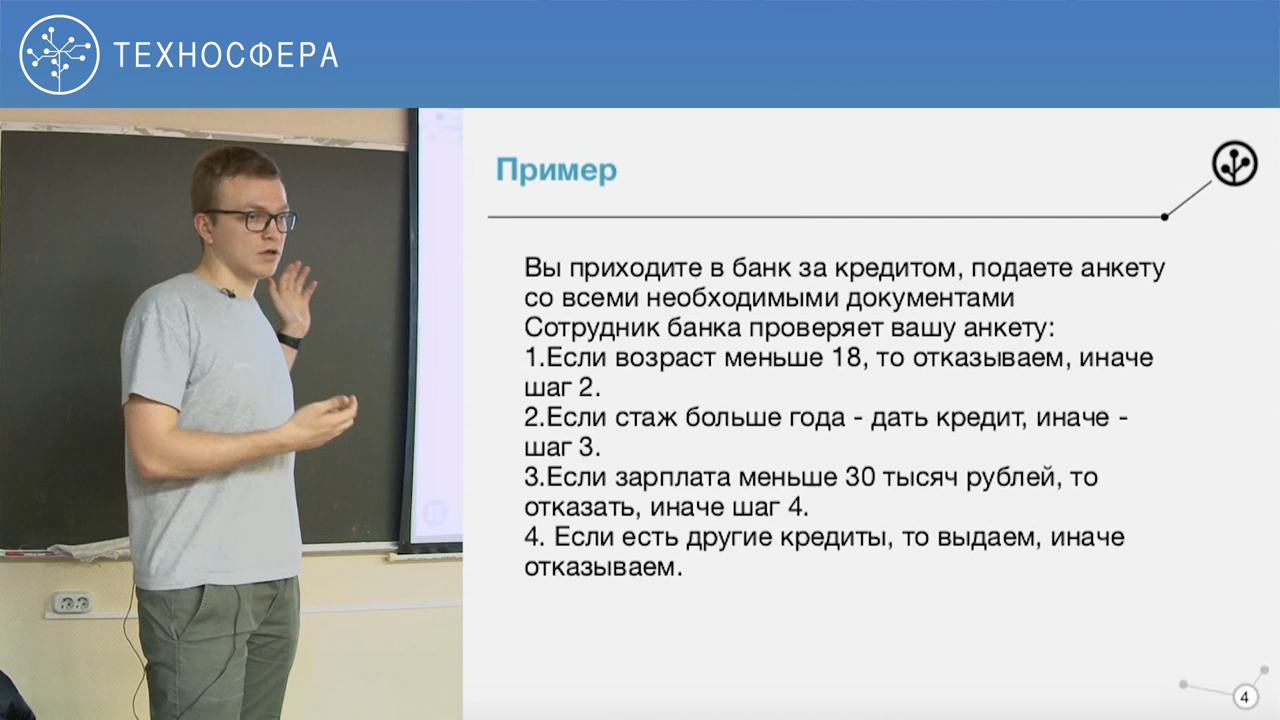 ТЕХНОСФЕРА
Пример
Вы приходите в банк за кредитом, подаете анкету
со всеми необходимыми документами
Сотрудник банка проверяет вашу анкету:
1.Если возраст меньше 18, то отказываем, иначе
шаг 2.
2.Если стаж больше года - дать кредит, иначе -
шаг 3.
3.Если зарплата меньше 30 тысяч рублей, то
отказать, иначе шаг 4.
4. Если есть другие кредиты, то выдаем, иначе
отказываем.
4